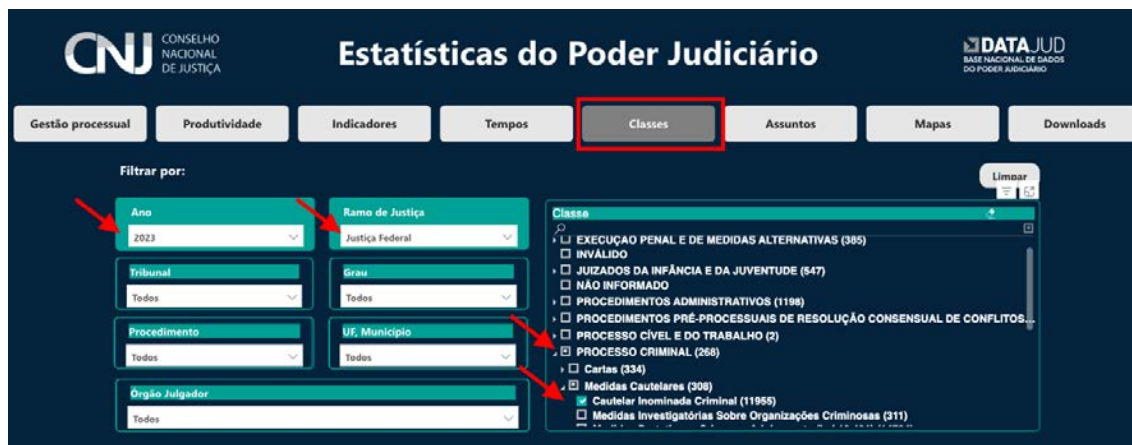 CNJ
CONSELHO
NACIONAL
DE JUSTIÇA
Estatísticas do Poder Judiciário
DATAJUD
BASE NACIONAL DE DADOS
DO PODER JUDICIÁRIO
Gestão processual
Produtividade
Indicadores
Tempos
Classes
Assuntos
Mapas
Downloads
Filtrar por:
Limpar
Ano
2023
Ramo de Justiça
Justiça Federal
Tribunal
Todos
Grau
Todos
Procedimento
Todos
UF, Município
Todos
Órgão Julgador
Todos
Classe
EXECUÇAO PENAL E DE MEDIDAS ALTERNATIVAS (385)
INVÁLIDO
JUIZADOS DA INFÂNCIA E DA JUVENTUDE (547)
NÃO INFORMADO
PROCEDIMENTOS ADMINISTRATIVOS (1198)
PROCEDIMENTOS PRÉ-PROCESSUAIS DE RESOLUÇÃO CONSENSUAL DE CONFLITOS...
PROCESSO CÍVEL E DO TRABALHO (2)
PROCESSO CRIMINAL (268)
Cartas (334)
Medidas Cautelares (308)
Cautelar Inominada Criminal (11955)
Medidas Investigatórias Sobre Organizações Criminosas (311)